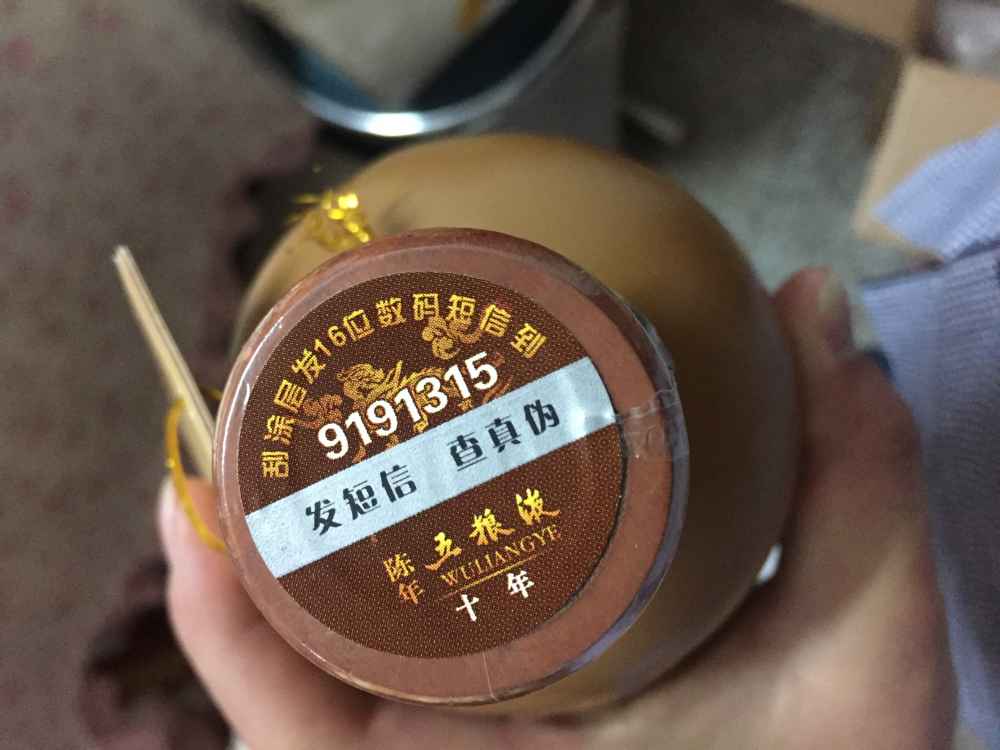 刮涂层发16位数码短信到
9191315
发短信 查真伪
陈年 五粮液
WULIANGYE
十年